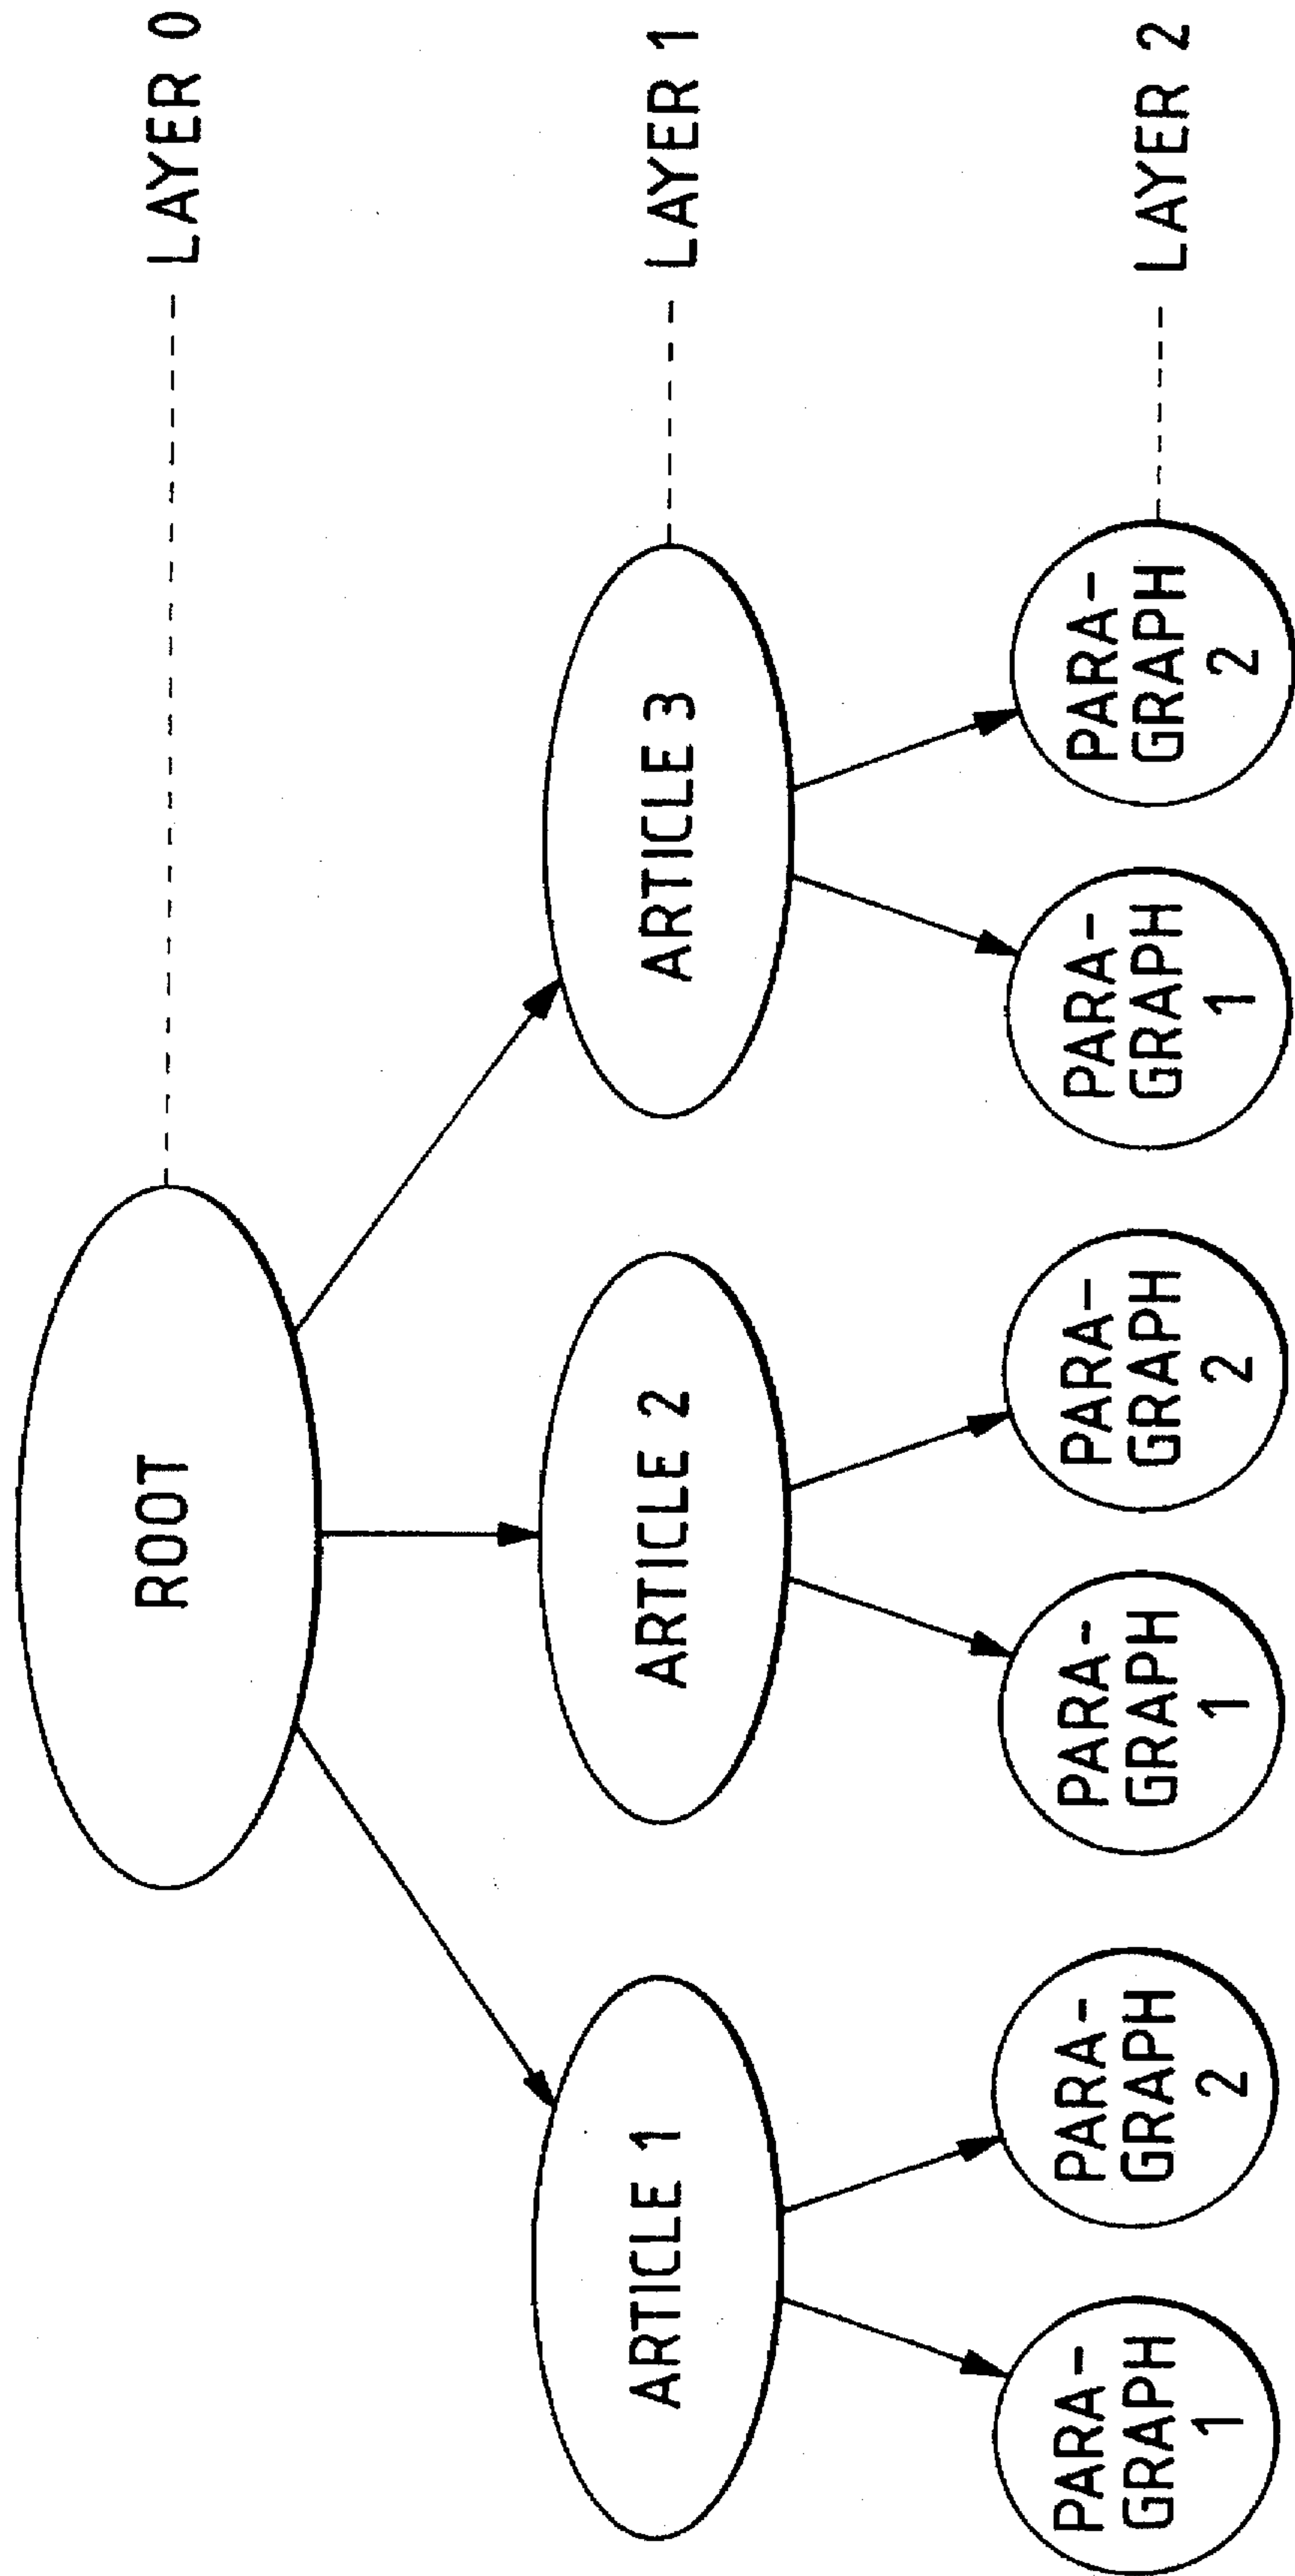 ROOT
LAYER 0
ARTICLE 1
ARTICLE 2
ARTICLE 3
LAYER 1
PARA-
GRAPH
1
PARA-
GRAPH
2
PARA-
GRAPH
1
PARA-
GRAPH
2
PARA-
GRAPH
1
PARA-
GRAPH
2
LAYER 2